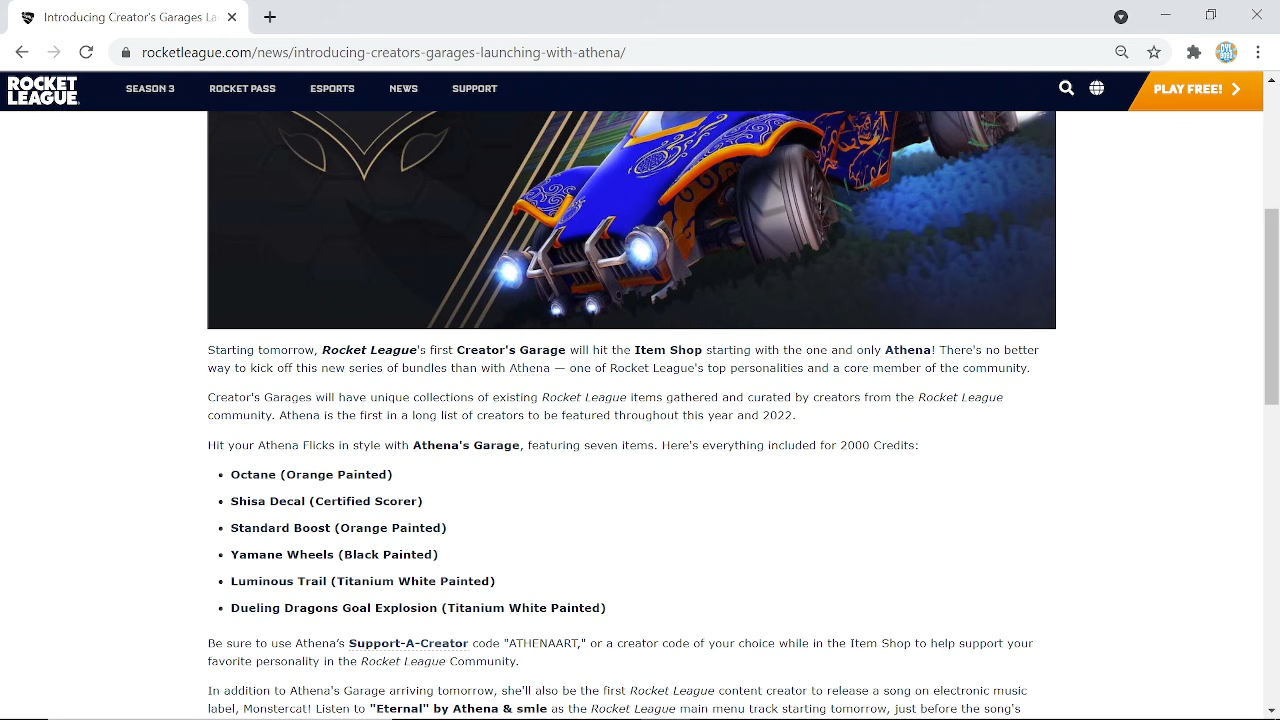 Introducing Creator's Garages La
rocketleague.com/news/introducing-creators-garages-launching-with-athena/
ROCKET
LEAGUE
SEASON 3
ROCKET PASS
ESPORTS
NEWS
SUPPORT
PLAY FREE!
Starting tomorrow, Rocket League's first Creator's Garage will hit the Item Shop starting with the one and only Athena! There's no better
way to kick off this new series of bundles than with Athena — one of Rocket League's top personalities and a core member of the community.
Creator's Garages will have unique collections of existing Rocket League items gathered and curated by creators from the Rocket League
community. Athena is the first in a long list of creators to be featured throughout this year and 2022.
Hit your Athena Flicks in style with Athena's Garage, featuring seven items. Here's everything included for 2000 Credits:
• Octane (Orange Painted)
• Shisa Decal (Certified Scorer)
• Standard Boost (Orange Painted)
• Yamane Wheels (Black Painted)
• Luminous Trail (Titanium White Painted)
• Dueling Dragons Goal Explosion (Titanium White Painted)
Be sure to use Athena’s Support-A-Creator code "ATHENAART," or a creator code of your choice while in the Item Shop to help support your
favorite personality in the Rocket League Community.
In addition to Athena's Garage arriving tomorrow, she'll also be the first Rocket League content creator to release a song on electronic music
label, Monstercat! Listen to "Eternal" by Athena & smle as the Rocket League main menu track starting tomorrow, just before the song's